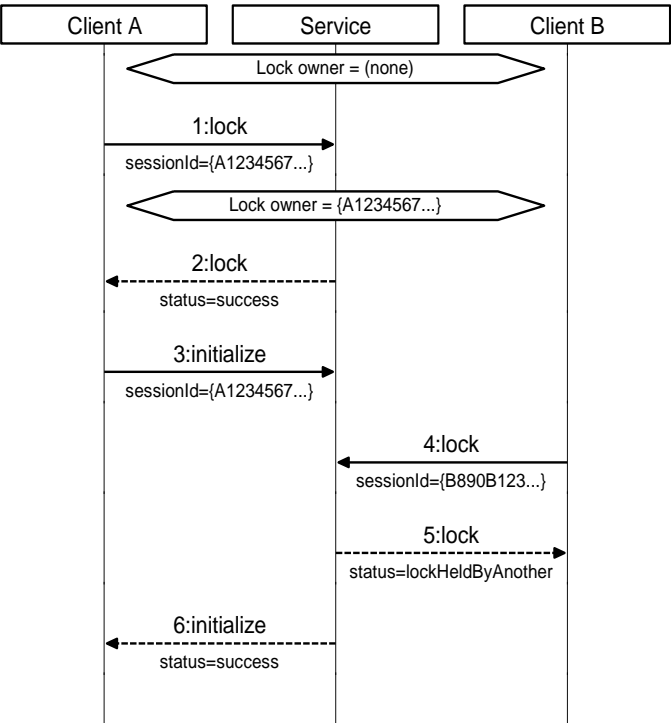 Client A
Service
Client B
Lock owner = (none)
1:lock
sessionId={A1234567...}
Lock owner = {A1234567...}
2:lock
status=success
3:initialize
sessionId={A1234567...}
4:lock
sessionId={B890B123...}
5:lock
status=lockHeldByAnother
6:initialize
status=success